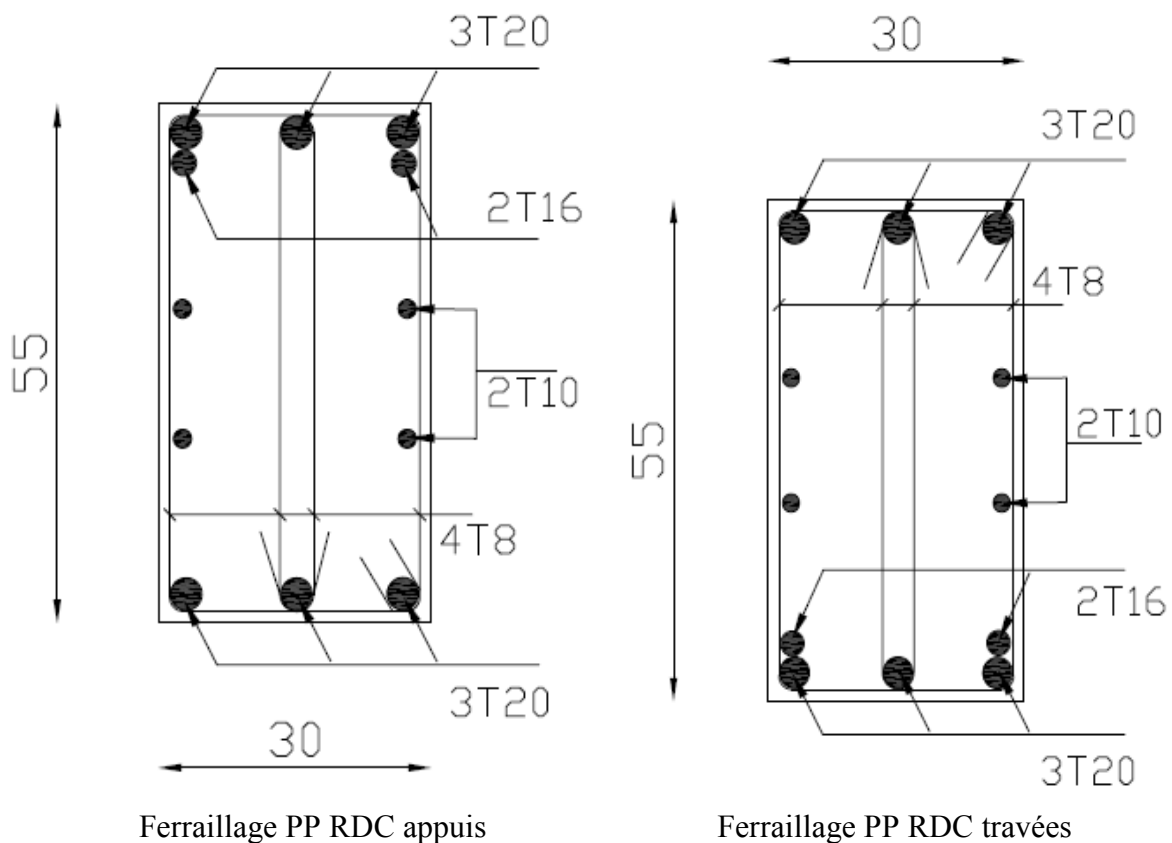 3T20
2T16
55
2T10
4T8
3T20
30
Ferraillage PP RDC appuis
30
3T20
4T8
55
2T10
2T16
3T20
Ferraillage PP RDC travées